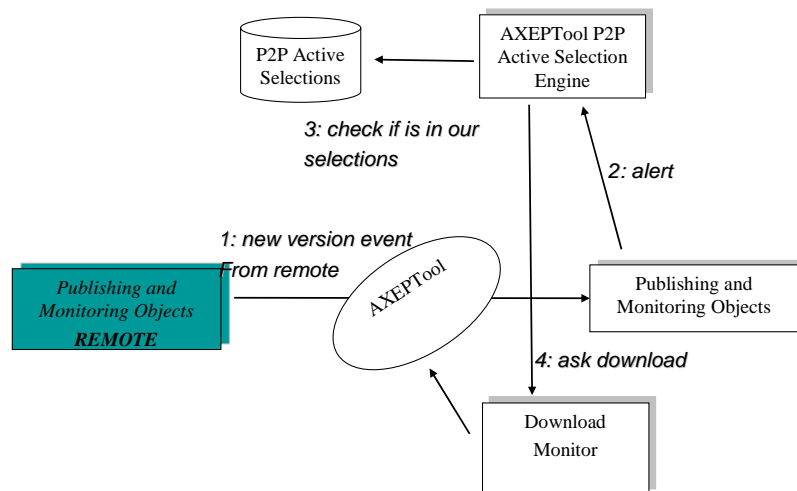 P2P Active
Selections
AXEPTool P2P
Active Selection
Engine
3: check if is in our
selections
2: alert
1: new version event
From remote
Publishing and
Monitoring Objects
REMOTE
AXEPTool
Publishing and
Monitoring Objects
4: ask download
Download
Monitor